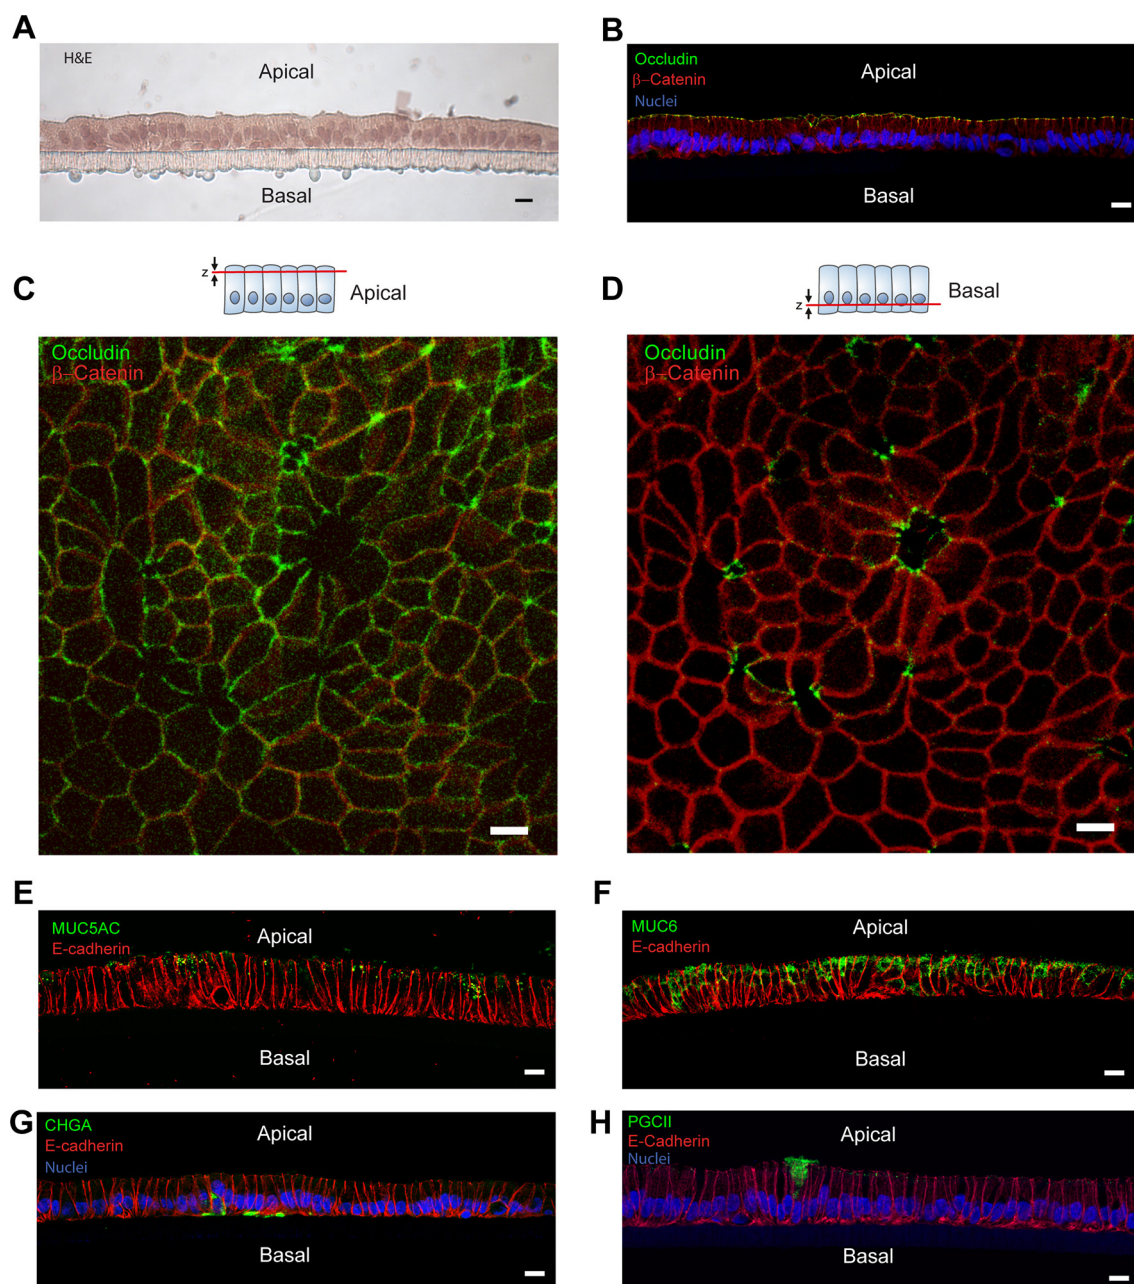 A
H&E
Apical
Basal
B
Occludin
β–Catenin
Nuclei
Apical
Basal
C
z
Apical
Occludin
β–Catenin
D
z
Basal
Occludin
β–Catenin
E
MUC5AC
E-cadherin
Apical
Basal
F
MUC6
E-cadherin
Apical
Basal
G
CHGA
E-cadherin
Nuclei
Apical
Basal
H
PGCII
E-Cadherin
Nuclei
Apical
Basal